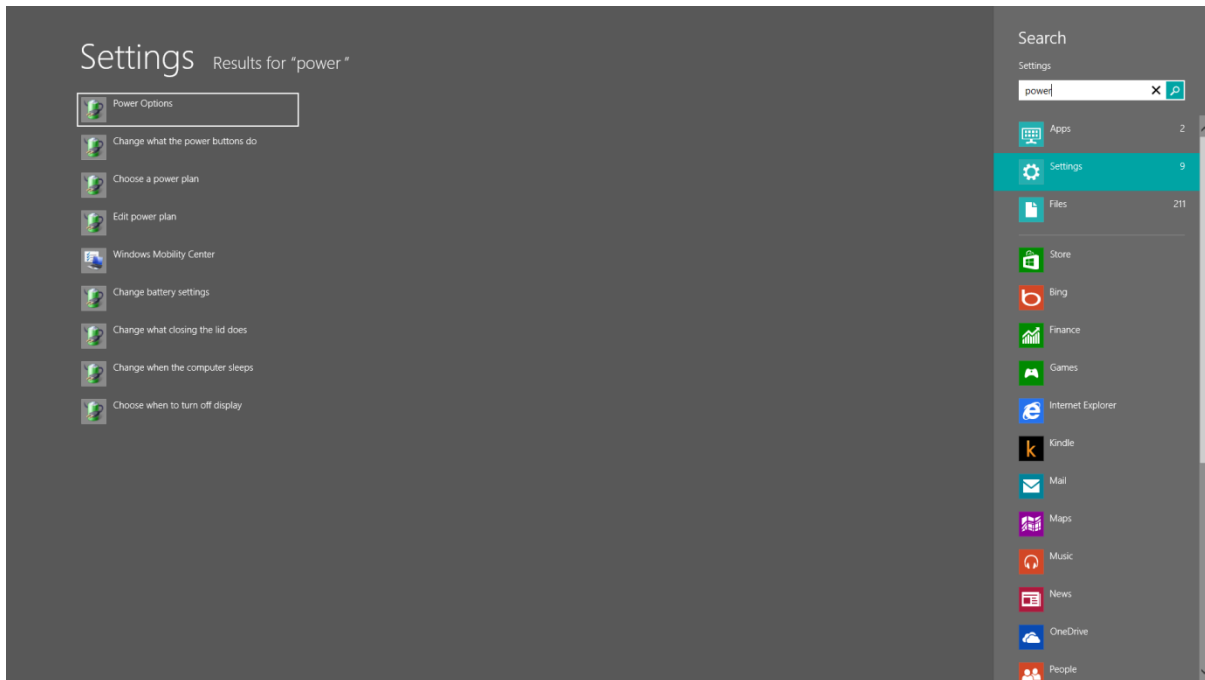 Settings Results for "power "
Power Options
Change what the power buttons do
Choose a power plan
Edit power plan
Windows Mobility Center
Change battery settings
Change what closing the lid does
Change when the computer sleeps
Choose when to turn off display
Search
Settings
power
Apps 2
Settings 9
Files 211
Store
Bing
Finance
Games
Internet Explorer
Kindle
Mail
Maps
Music
News
OneDrive
People